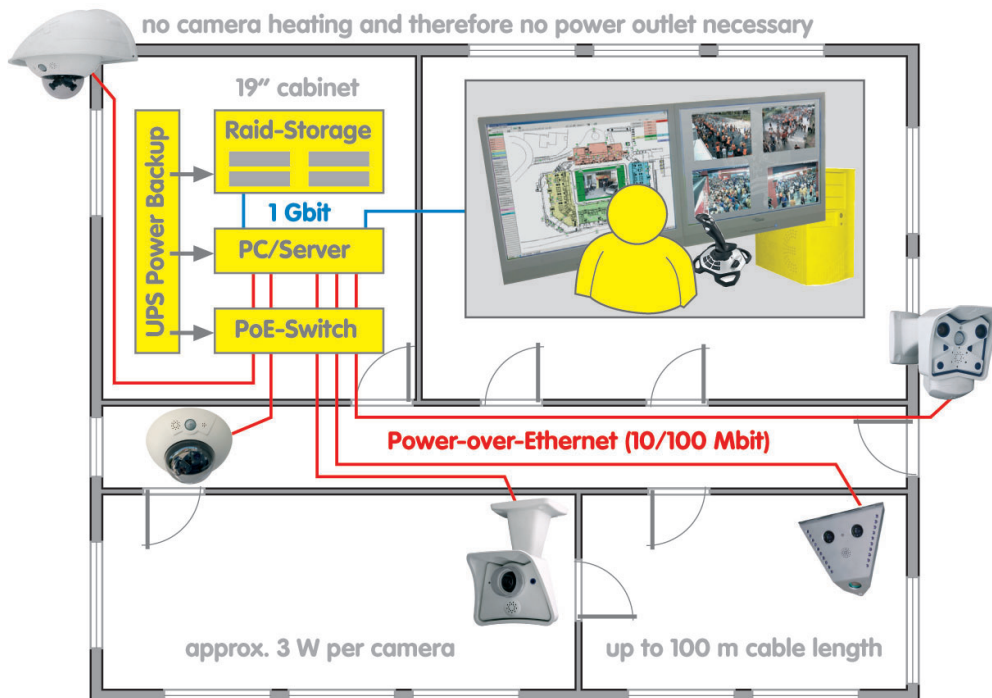 no camera heating and therefore no power outlet necessary
19” cabinet
Raid-Storage
UPS Power Backup
1 Gbit
PC/Server
PoE-Switch
Power-over-Ethernet (10/100 Mbit)
approx. 3 W per camera
up to 100 m cable length